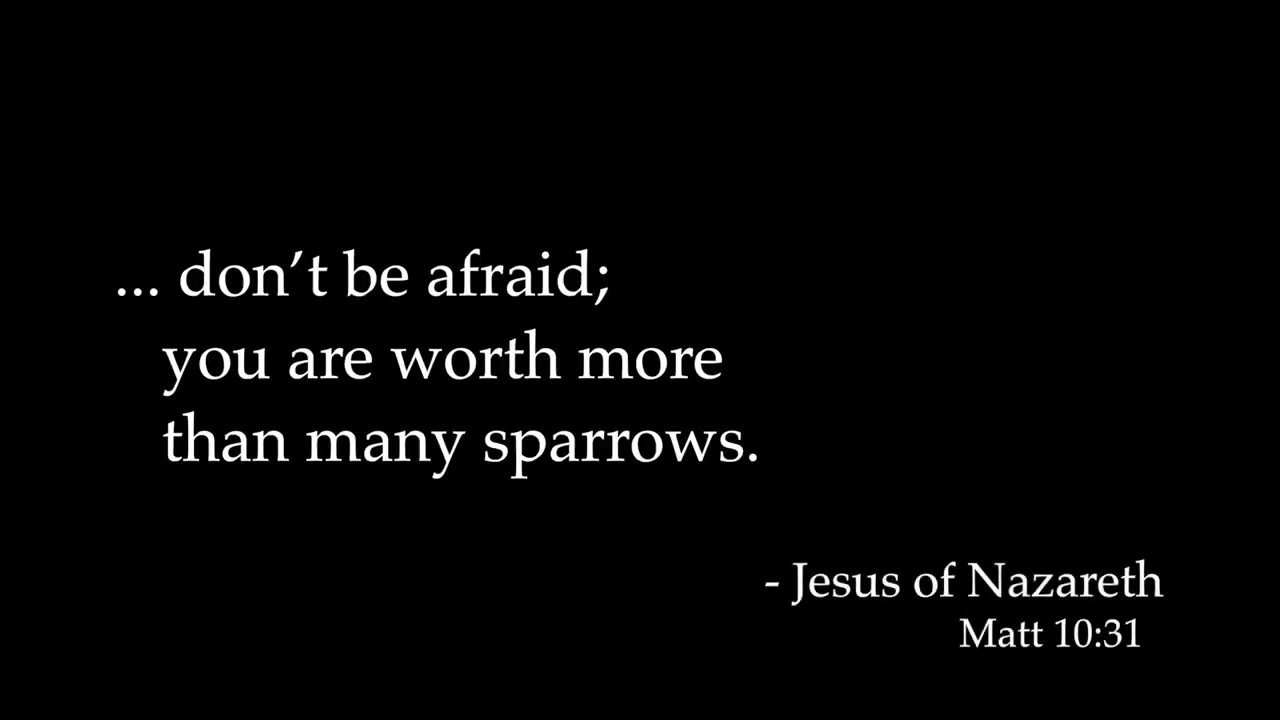 ... don’t be afraid;
you are worth more
than many sparrows.
- Jesus of Nazareth
Matt 10:31